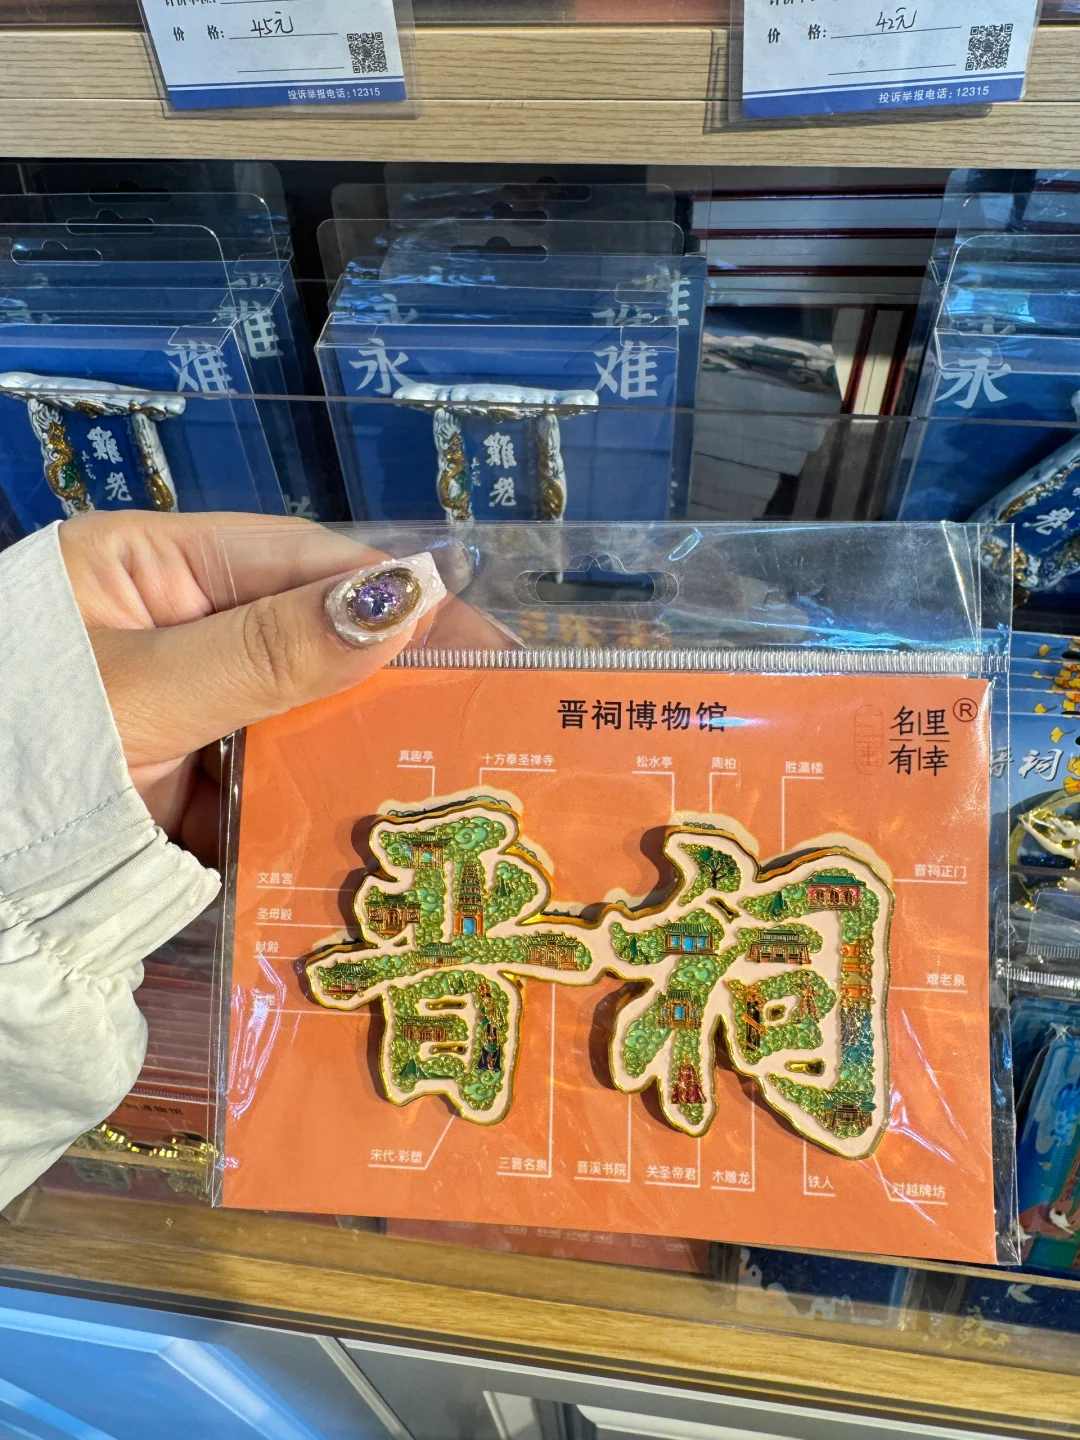 价 格: 45元
投诉举报电话:12315
价 格: 42元
投诉举报电话:12315
难
永
难
永
難老
難老
老
晋祠博物馆
名里
有幸
®
真趣亭
十方奉圣禅寺
松水亭
周柏
胜瀛楼
文昌宫
圣母殿
献殿
晋祠正门
难老泉
晋祠
宋代·彩塑
三晋名泉
晋溪书院
关圣帝君
木雕龙
铁人
对越牌坊